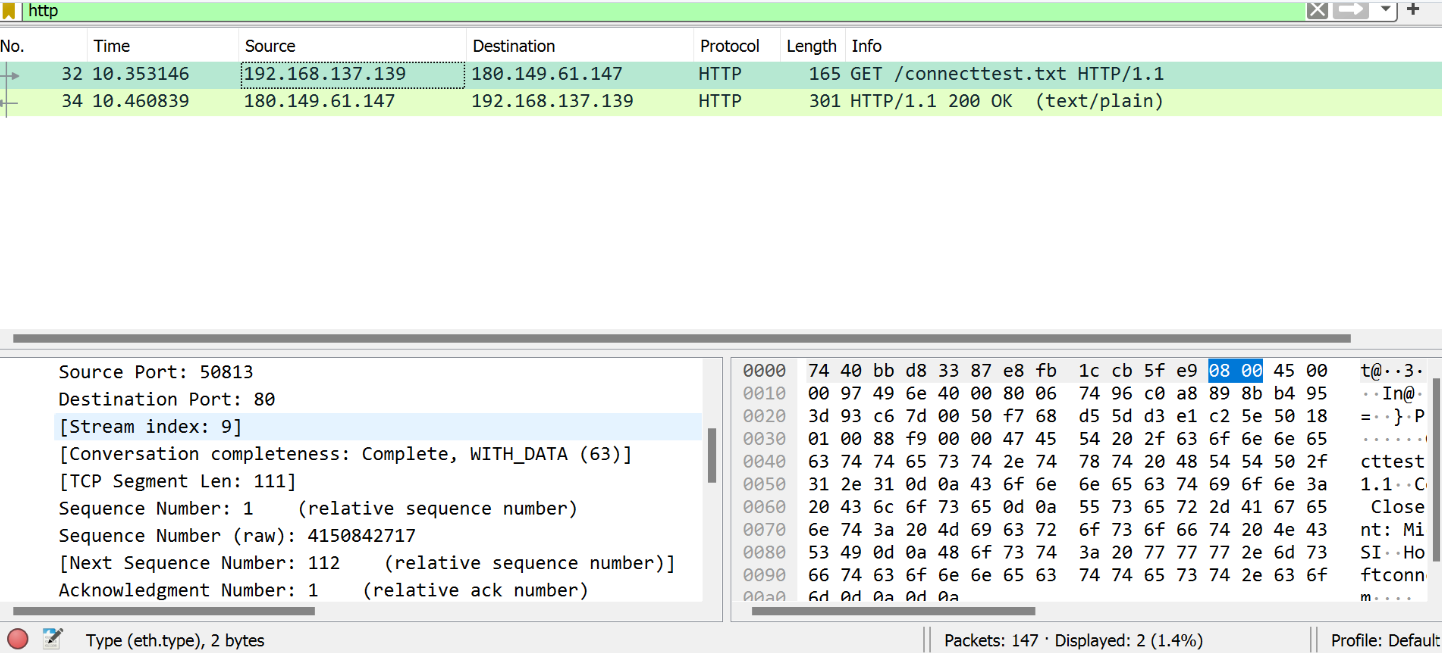 http
No. Time Source Destination Protocol Length Info
32 10.353146 192.168.137.139 180.149.61.147 HTTP 165 GET /connecttest.txt HTTP/1.1
34 10.460839 180.149.61.147 192.168.137.139 HTTP 301 HTTP/1.1 200 OK (text/plain)
Source Port: 50813
Destination Port: 80
[Stream index: 9]
[Conversation completeness: Complete, WITH_DATA (63)]
[TCP Segment Len: 111]
Sequence Number: 1 (relative sequence number)
Sequence Number (raw): 4150842717
[Next Sequence Number: 112 (relative sequence number)]
Acknowledgment Number: 1 (relative ack number)
0000 74 40 bb d8 33 87 e8 fb 1c cb 5f e9 08 00 45 00 t@··3·
0010 00 97 49 6e 40 00 80 06 74 96 c0 a8 89 8b b4 95 ··In@·
0020 3d 93 c6 7d 00 50 f7 68 d5 5d d3 e1 c2 5e 50 18 =··}·P
0030 01 00 88 f9 00 00 47 45 54 20 2f 63 6f 6e 6e 65 ······
0040 63 74 74 65 73 74 2e 74 78 74 20 48 54 54 50 2f cttest
0050 31 2e 31 0d 0a 43 6f 6e 6e 65 63 74 69 6f 6e 3a 1.1··C
0060 20 43 6c 6f 73 65 0d 0a 55 73 65 72 2d 41 67 65 Close
0070 6e 74 3a 20 4d 69 63 72 6f 73 6f 66 74 20 4e 43 nt: Mi
0080 53 49 0d 0a 48 6f 73 74 3a 20 77 77 77 2e 6d 73 SI··Ho
0090 66 74 63 6f 6e 6e 65 63 74 74 65 73 74 2e 63 6f ftconn
00a0 6d 0d 0a 0d 0a m····
Type (eth.type), 2 bytes
Packets: 147 · Displayed: 2 (1.4%)
Profile: Default